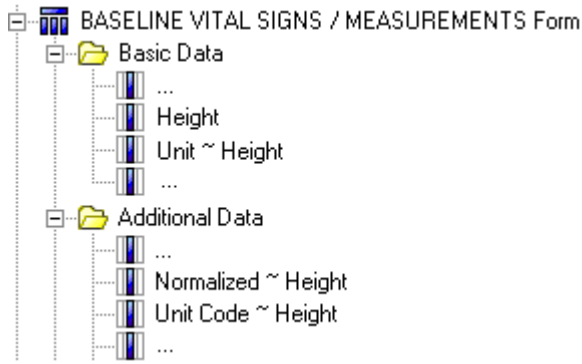 BASELINE VITAL SIGNS / MEASUREMENTS Form
Basic Data
...
Height
Unit ~ Height
...
Additional Data
...
Normalized ~ Height
Unit Code ~ Height
...